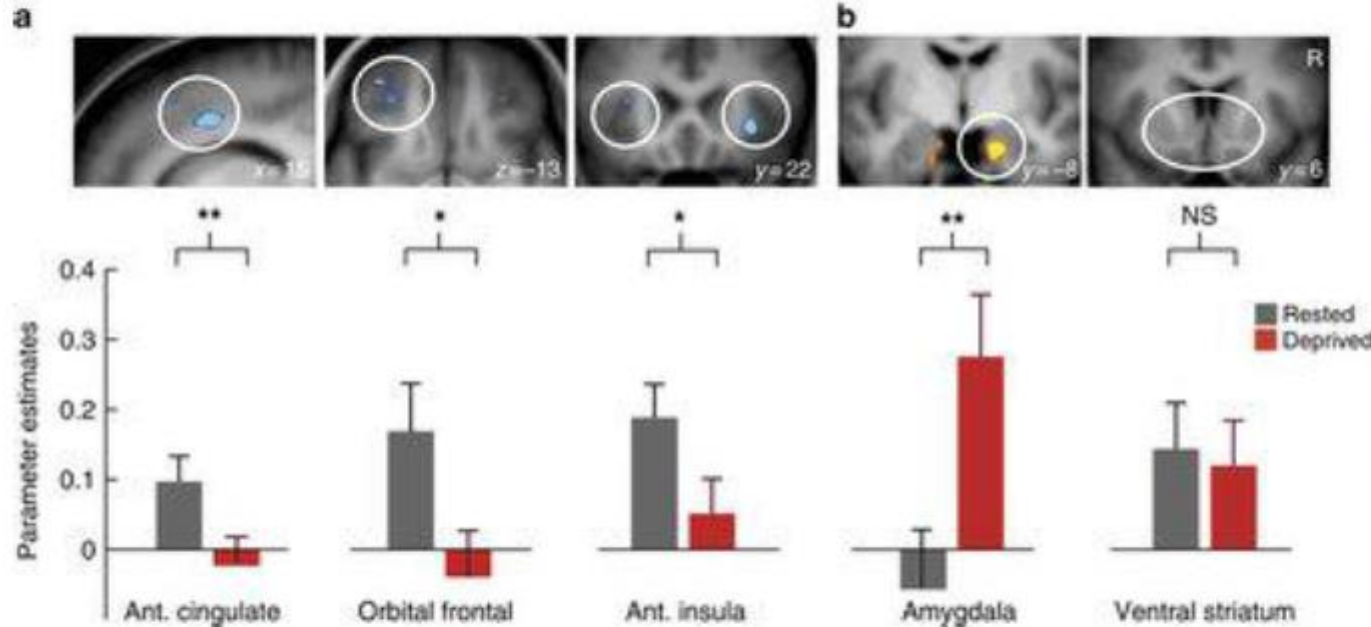 a
b
x=15
z=−13
y=22
y=−8
R
y=6
**
*
*
**
NS
0.4
0.3
0.2
0.1
0
Parameter estimates
Rested
Deprived
Ant. cingulate
Orbital frontal
Ant. insula
Amygdala
Ventral striatum